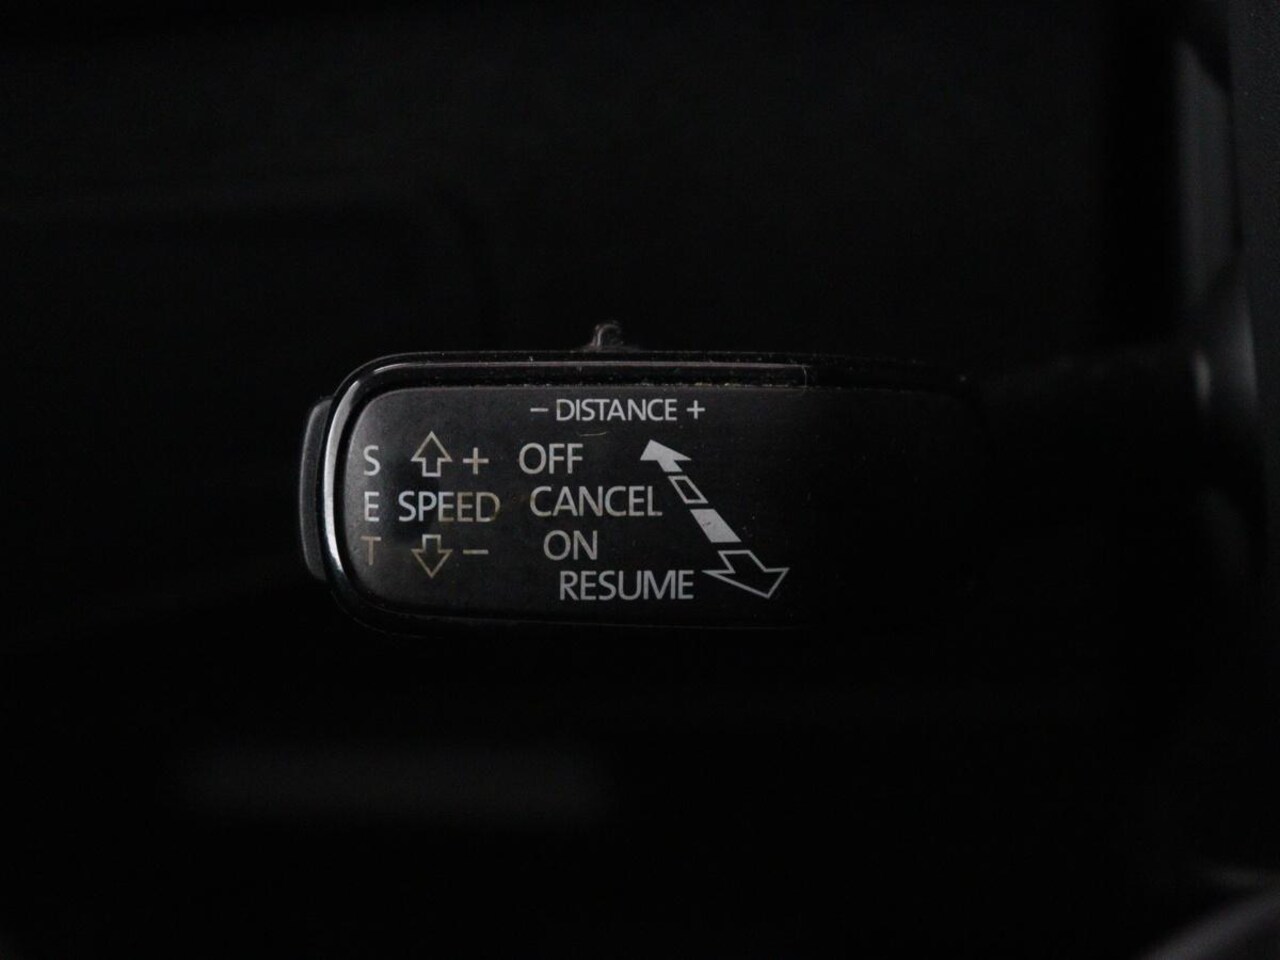 – DISTANCE +
S + OFF
E SPEED CANCEL
T – ON
RESUME